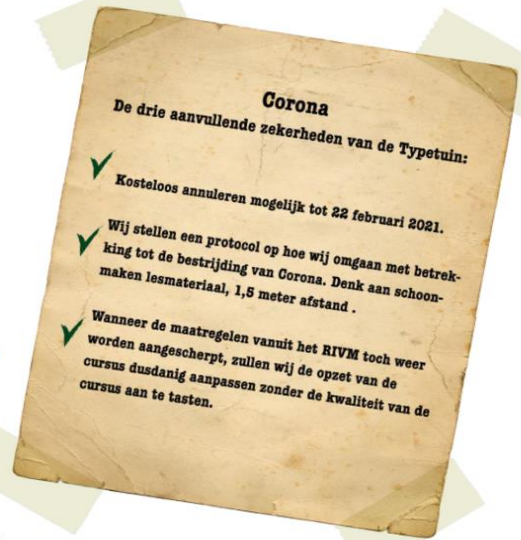 Corona
De drie aanvullende zekerheden van de Typetuin:
Kosteloos annuleren mogelijk tot 22 februari 2021.
Wij stellen een protocol op hoe wij omgaan met betrek-
king tot de bestrijding van Corona. Denk aan schoon-
maken lesmateriaal, 1,5 meter afstand .
Wanneer de maatregelen vanuit het RIVM toch weer
worden aangescherpt, zullen wij de opzet van de
cursus dusdanig aanpassen zonder de kwaliteit van de
cursus aan te tasten.